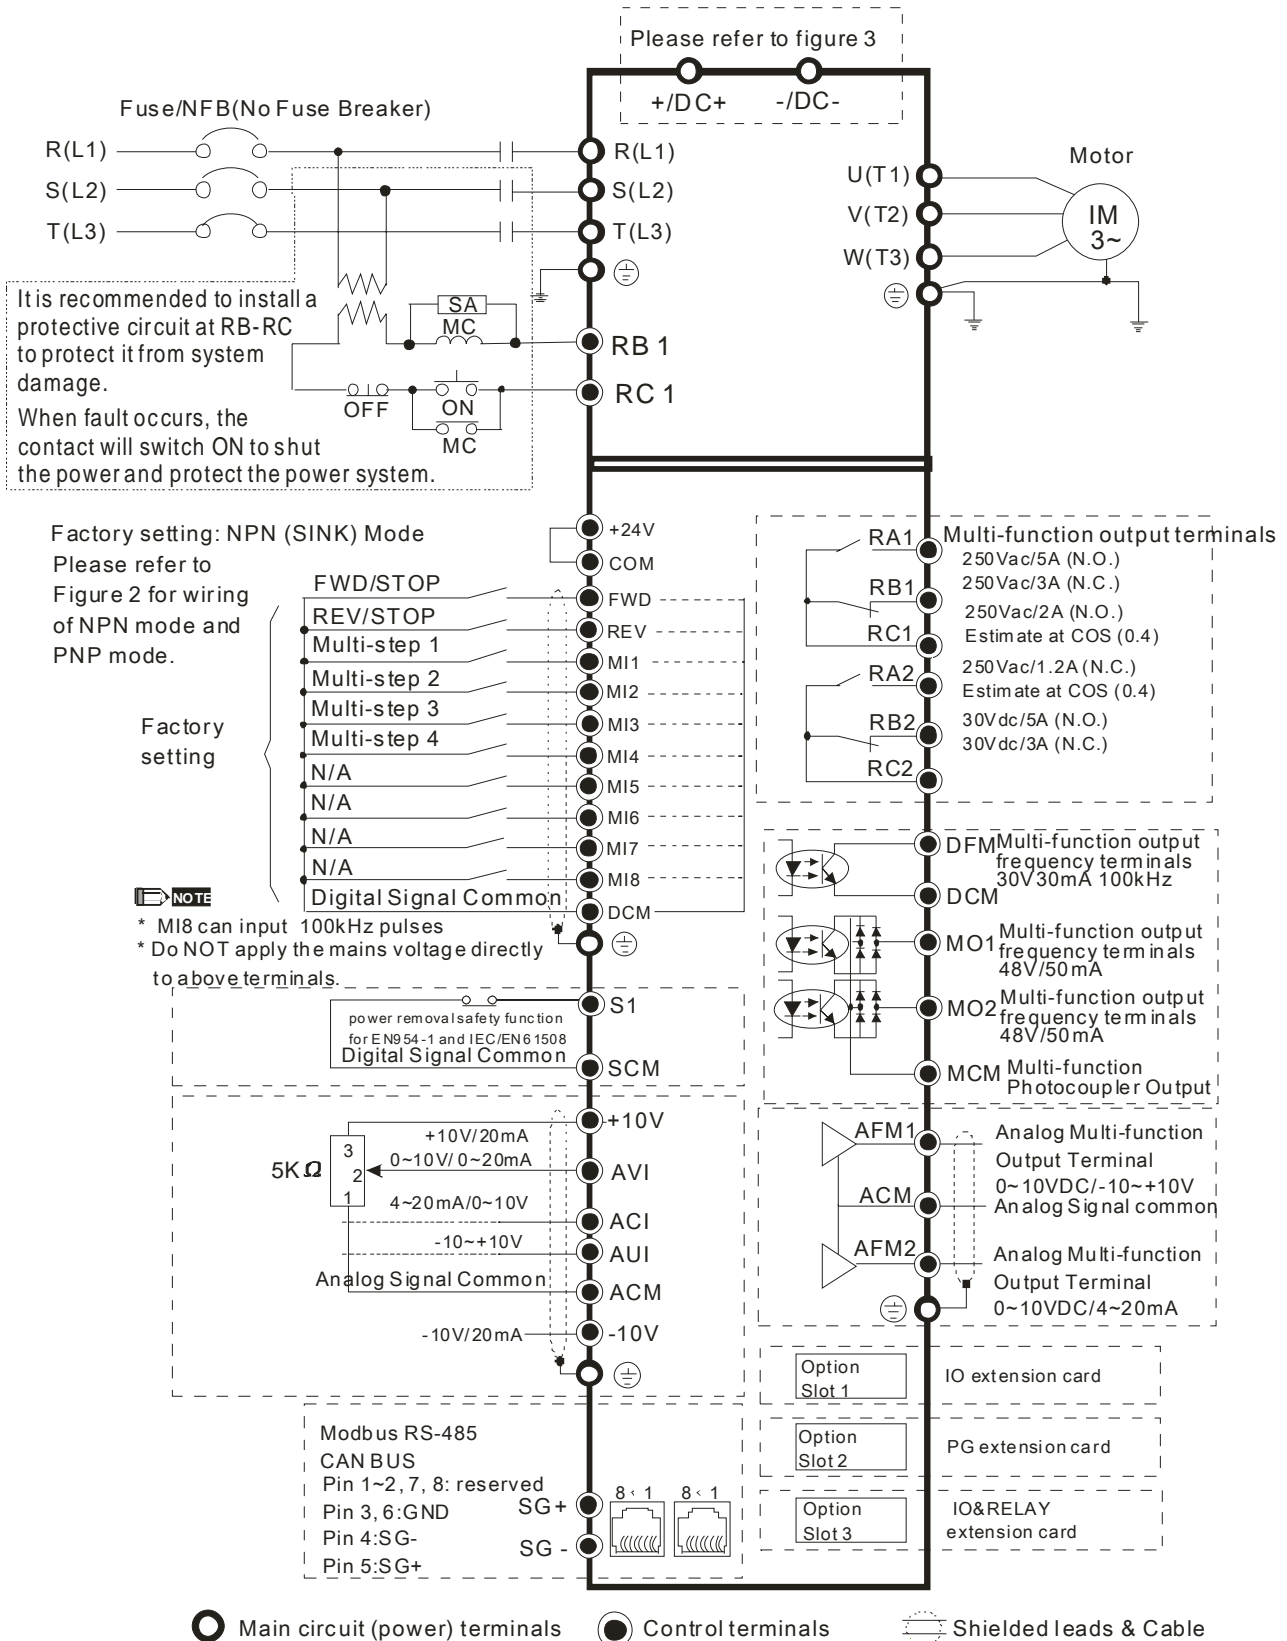 Please refer to figure 3
+/DC+
-/DC-
Fuse/NFB(No Fuse Breaker)
R(L1)
S(L2)
T(L3)
R(L1)
S(L2)
T(L3)
U(T1)
V(T2)
W(T3)
Motor
IM
3~
It is recommended to install a
protective circuit at RB-RC
to protect it from system
damage.
When fault occurs, the
contact will switch ON to shut
the power and protect the power system.
SA
MC
OFF
ON
MC
RB1
RC1
Factory setting: NPN (SINK) Mode
Please refer to
Figure 2 for wiring
of NPN mode and
PNP mode.
Factory
setting
FWD/STOP
REV/STOP
Multi-step 1
Multi-step 2
Multi-step 3
Multi-step 4
N/A
N/A
N/A
N/A
Digital Signal Common
+24V
COM
FWD
REV
MI1
MI2
MI3
MI4
MI5
MI6
MI7
MI8
DCM
NOTE
* MI8 can input 100kHz pulses
* Do NOT apply the mains voltage directly
to above terminals.
RA1
RB1
RC1
RA2
RB2
RC2
Multi-function output terminals
250Vac/5A (N.O.)
250Vac/3A (N.C.)
250Vac/2A (N.O.)
Estimate at COS (0.4)
250Vac/1.2A (N.C.)
Estimate at COS (0.4)
30Vdc/5A (N.O.)
30Vdc/3A (N.C.)
DFM
Multi-function output
frequency terminals
30V30mA 100kHz
DCM
MO1
Multi-function output
frequency terminals
48V/50mA
MO2
Multi-function output
frequency terminals
48V/50mA
MCM
Multi-function
Photocoupler Output
S1
power removal safety function
for EN954-1 and IEC/EN61508
Digital Signal Common
SCM
+10V
+10V/20mA
5KΩ
3
2
1
0~10V/0~20mA
AVI
4~20mA/0~10V
ACI
-10~+10V
AUI
Analog Signal Common
ACM
-10V/20mA
-10V
AFM1
Analog Multi-function
Output Terminal
0~10VDC/-10~+10V
ACM
Analog Signal common
AFM2
Analog Multi-function
Output Terminal
0~10VDC/4~20mA
Option
Slot 1
IO extension card
Option
Slot 2
PG extension card
Option
Slot 3
IO&RELAY
extension card
Modbus RS-485
CAN BUS
Pin 1~2, 7, 8: reserved
Pin 3, 6:GND
Pin 4:SG-
Pin 5:SG+
SG+
SG-
8‹1
8‹1
Main circuit (power) terminals
Control terminals
Shielded leads & Cable